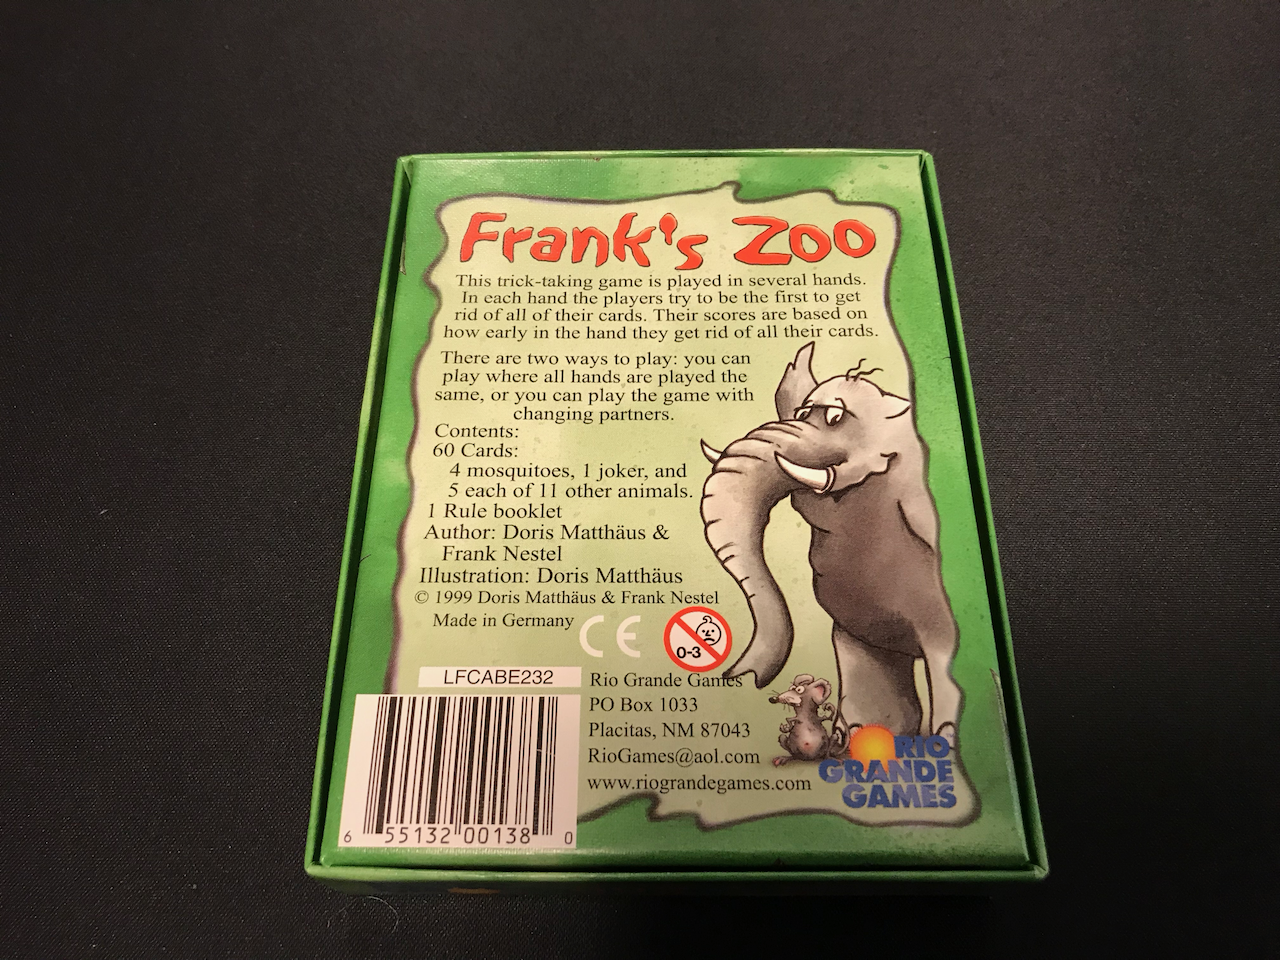 Frank's Zoo
This trick-taking game is played in several hands.
In each hand the players try to be the first to get
rid of all of their cards. Their scores are based on
how early in the hand they get rid of all their cards.
There are two ways to play: you can
play where all hands are played the
same, or you can play the game with
changing partners.
Contents:
60 Cards:
4 mosquitoes, 1 joker, and
5 each of 11 other animals.
1 Rule booklet
Author: Doris Matthäus &
Frank Nestel
Illustration: Doris Matthäus
© 1999 Doris Matthäus & Frank Nestel
Made in Germany
CE
0-3
LFCABE232
6 55132 00138 0
Rio Grande Games
PO Box 1033
Placitas, NM 87043
RioGames@aol.com
www.riograndegames.com
RIO
GRANDE
GAMES